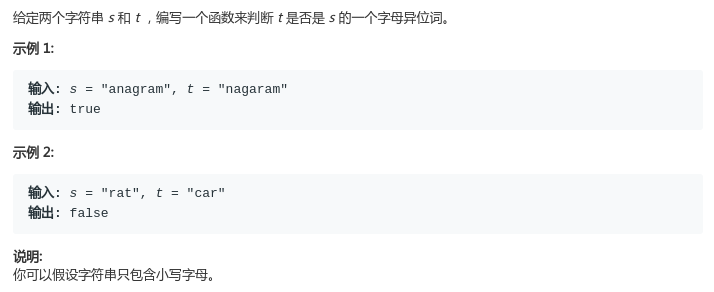 给定两个字符串 s 和 t ，编写一个函数来判断 t 是否是 s 的一个字母异位词。
示例 1:
输入: s = "anagram", t = "nagaram"
输出: true
示例 2:
输入: s = "rat", t = "car"
输出: false
说明:
你可以假设字符串只包含小写字母。